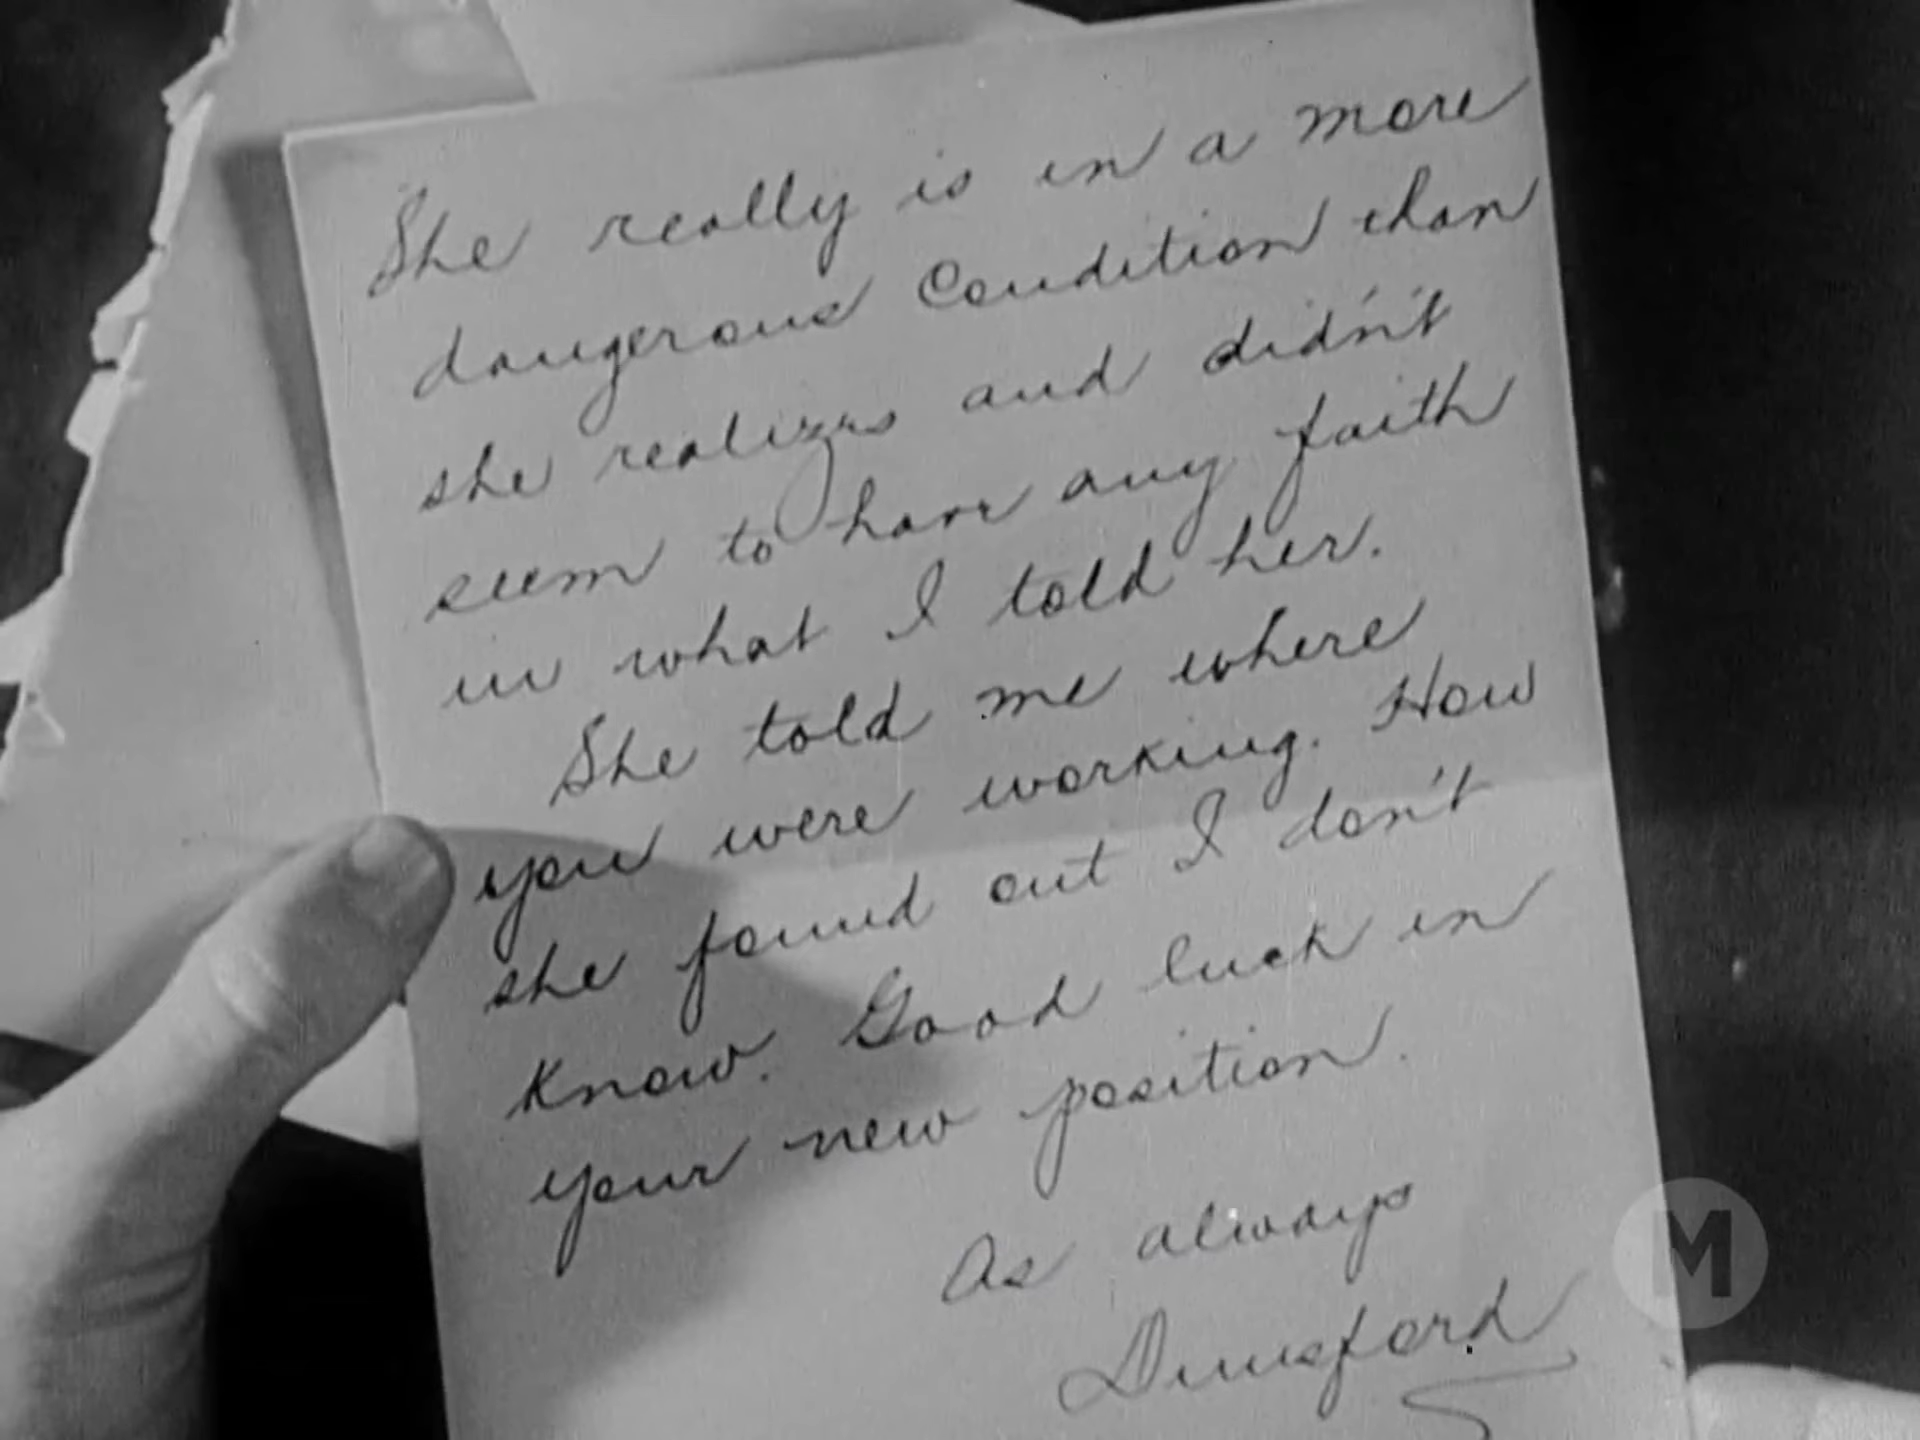 She really is in a more
dangerous Condition than
she realizes and didn't
seem to have any faith
in what I told her.
She told me where
you were working. How
she found out I don't
know. Good luck in
your new position.
As always
Dunsford
M